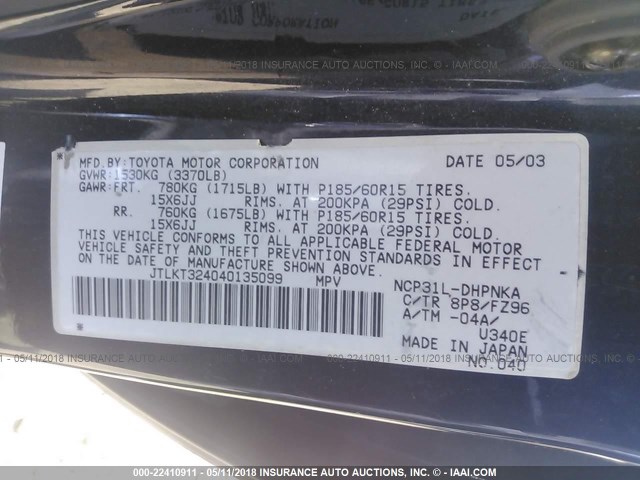 MFD.BY:TOYOTA MOTOR CORPORATION DATE 05/03
GVWR:1530KG (3370LB)
GAWR:FRT. 780KG (1715LB) WITH P185/60R15 TIRES.
15X6JJ RIMS. AT 200KPA (29PSI) COLD.
RR. 760KG (1675LB) WITH P185/60R15 TIRES.
15X6JJ RIMS. AT 200KPA (29PSI) COLD.
THIS VEHICLE CONFORMS TO ALL APPLICABLE FEDERAL MOTOR
VEHICLE SAFETY AND THEFT PREVENTION STANDARDS IN EFFECT
ON THE DATE OF MANUFACTURE SHOWN ABOVE.
JTLKT324040135099 MPV
NCP31L-DHPNKA
C/TR 8P8/FZ96
A/TM -04A/
U340E
MADE IN JAPAN
NO.040
000-22410911 - 05/11/2018 INSURANCE AUTO AUCTIONS, INC. - © IAAI.COM